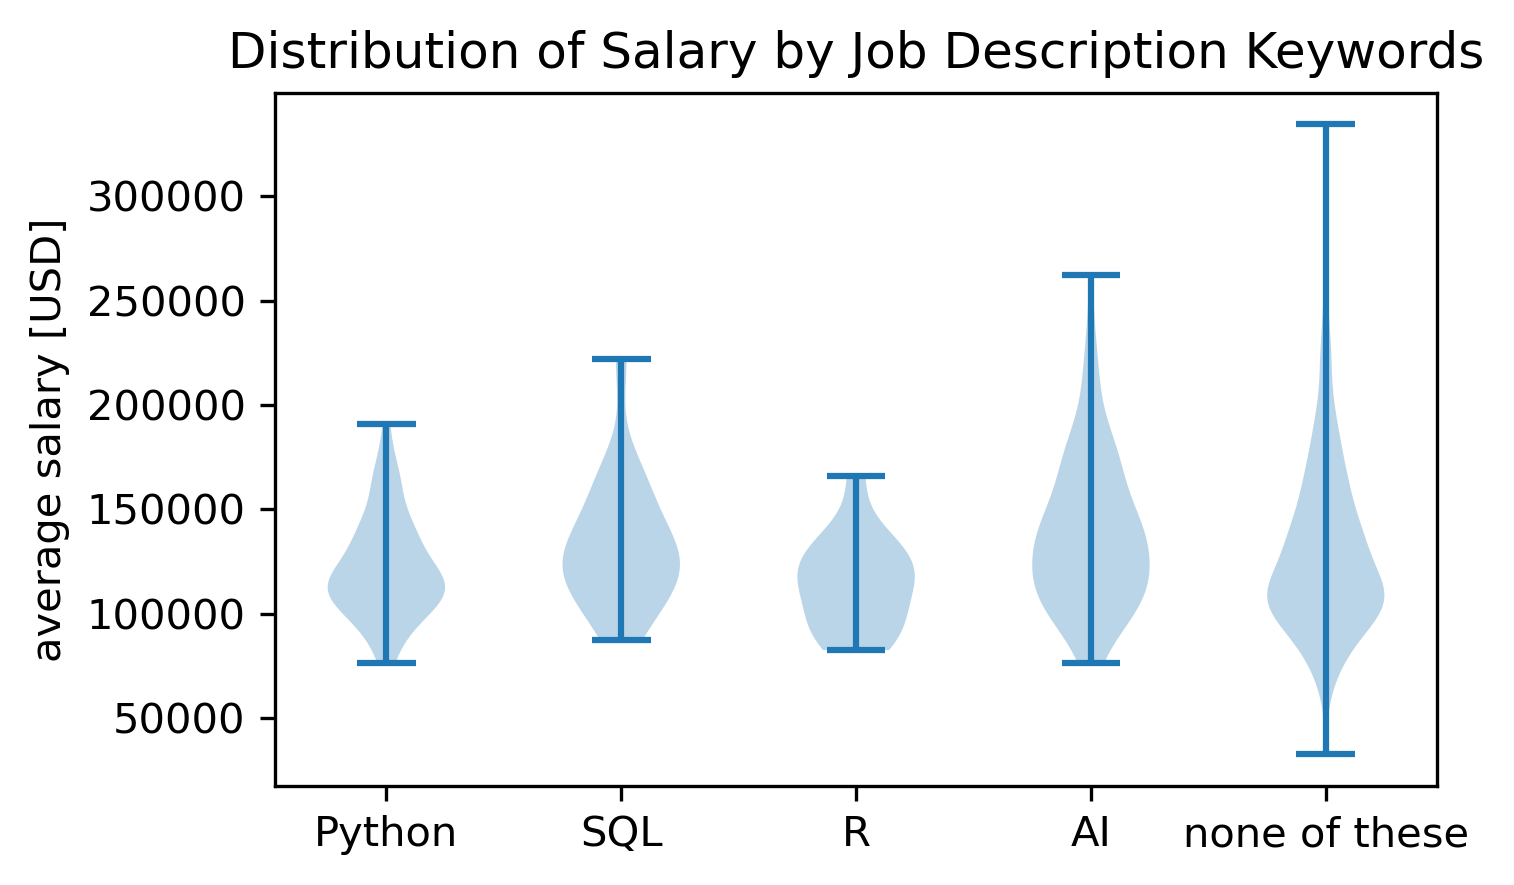 Distribution of Salary by Job Description Keywords
average salary [USD]
300000
250000
200000
150000
100000
50000
Python SQL R AI none of these